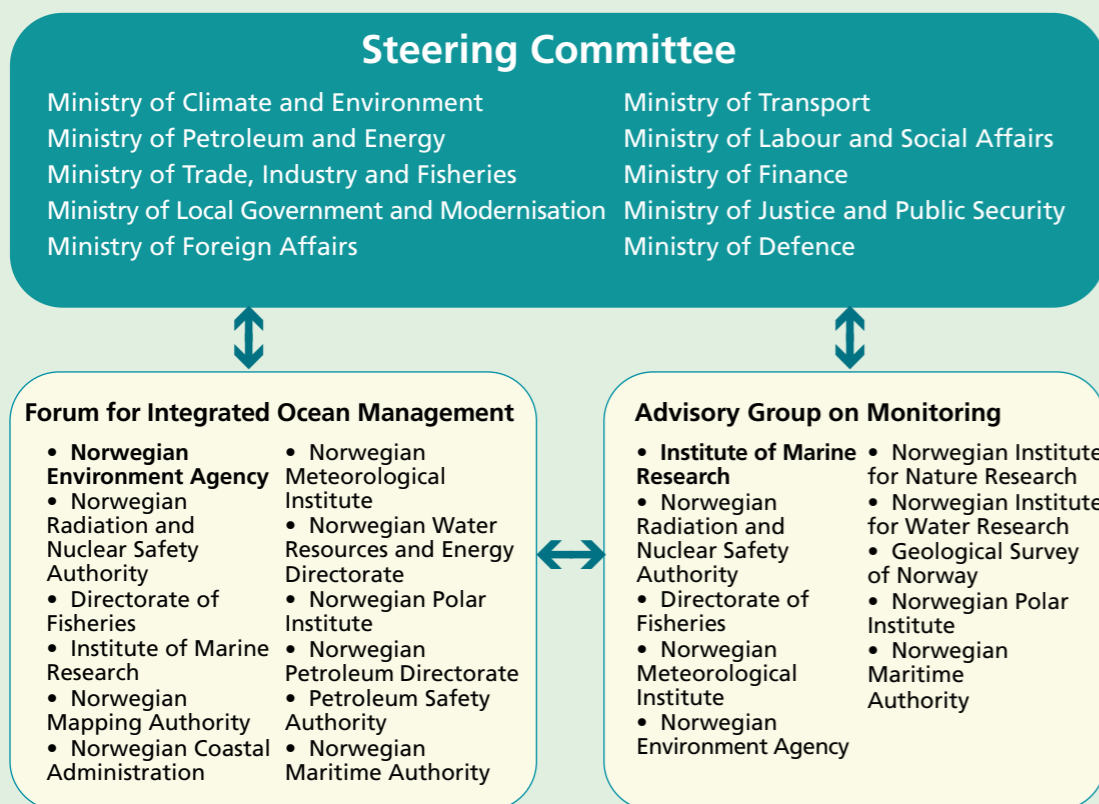 Steering Committee
Ministry of Climate and Environment
Ministry of Petroleum and Energy
Ministry of Trade, Industry and Fisheries
Ministry of Local Government and Modernisation
Ministry of Foreign Affairs
Ministry of Transport
Ministry of Labour and Social Affairs
Ministry of Finance
Ministry of Justice and Public Security
Ministry of Defence
Forum for Integrated Ocean Management
• Norwegian
Environment Agency
• Norwegian
Radiation and
Nuclear Safety
Authority
• Directorate of
Fisheries
• Institute of Marine
Research
• Norwegian
Mapping Authority
• Norwegian Coastal
Administration
• Norwegian
Meteorological
Institute
• Norwegian Water
Resources and Energy
Directorate
• Norwegian Polar
Institute
• Norwegian
Petroleum Directorate
• Petroleum Safety
Authority
• Norwegian
Maritime Authority
Advisory Group on Monitoring
• Institute of Marine
Research
• Norwegian
Radiation and
Nuclear Safety
Authority
• Directorate of
Fisheries
• Norwegian
Meteorological
Institute
• Norwegian
Environment Agency
• Norwegian Institute
for Nature Research
• Norwegian Institute
for Water Research
• Geological Survey
of Norway
• Norwegian Polar
Institute
• Norwegian
Maritime
Authority